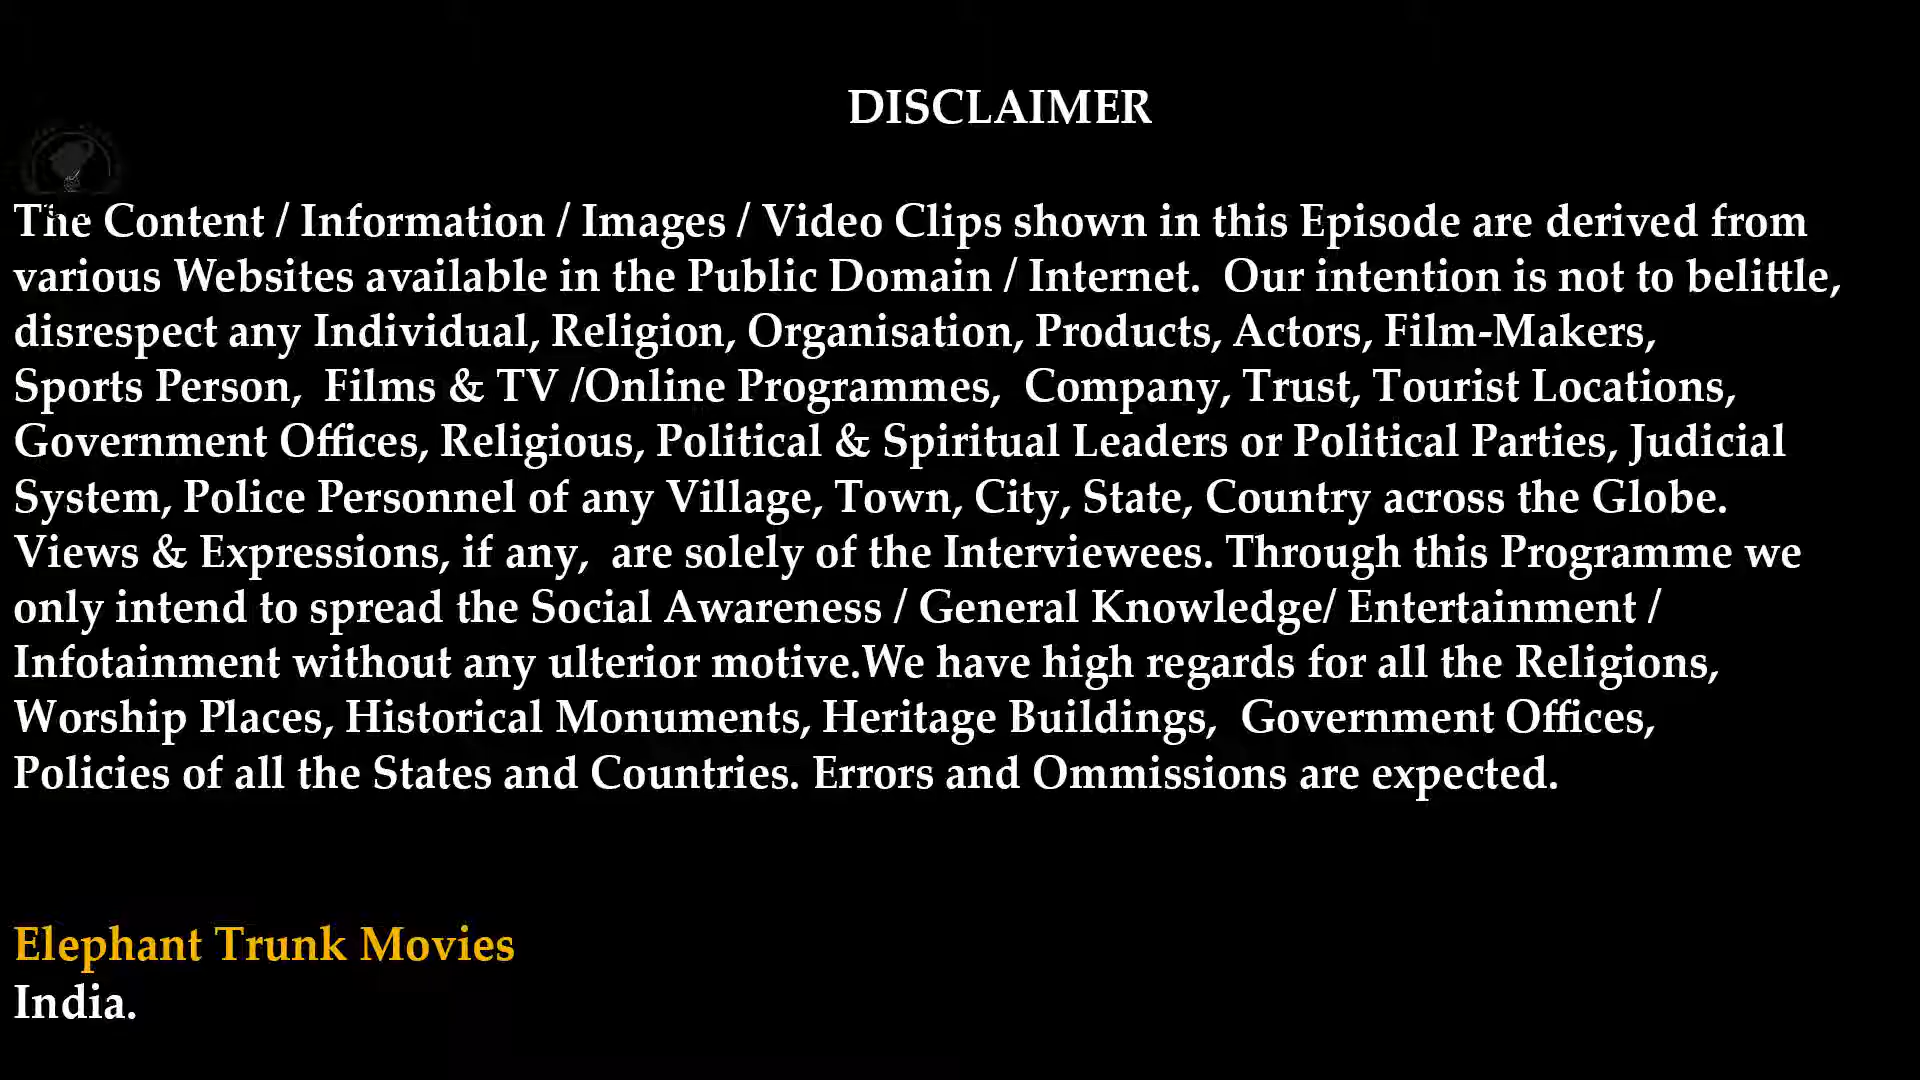 DISCLAIMER
The Content / Information / Images / Video Clips shown in this Episode are derived from
various Websites available in the Public Domain / Internet.  Our intention is not to belittle,
disrespect any Individual, Religion, Organisation, Products, Actors, Film-Makers,
Sports Person,  Films & TV /Online Programmes,  Company, Trust, Tourist Locations,
Government Offices, Religious, Political & Spiritual Leaders or Political Parties, Judicial
System, Police Personnel of any Village, Town, City, State, Country across the Globe.
Views & Expressions, if any,  are solely of the Interviewees. Through this Programme we
only intend to spread the Social Awareness / General Knowledge/ Entertainment /
Infotainment without any ulterior motive.We have high regards for all the Religions,
Worship Places, Historical Monuments, Heritage Buildings,  Government Offices,
Policies of all the States and Countries. Errors and Ommissions are expected.
Elephant Trunk Movies
India.